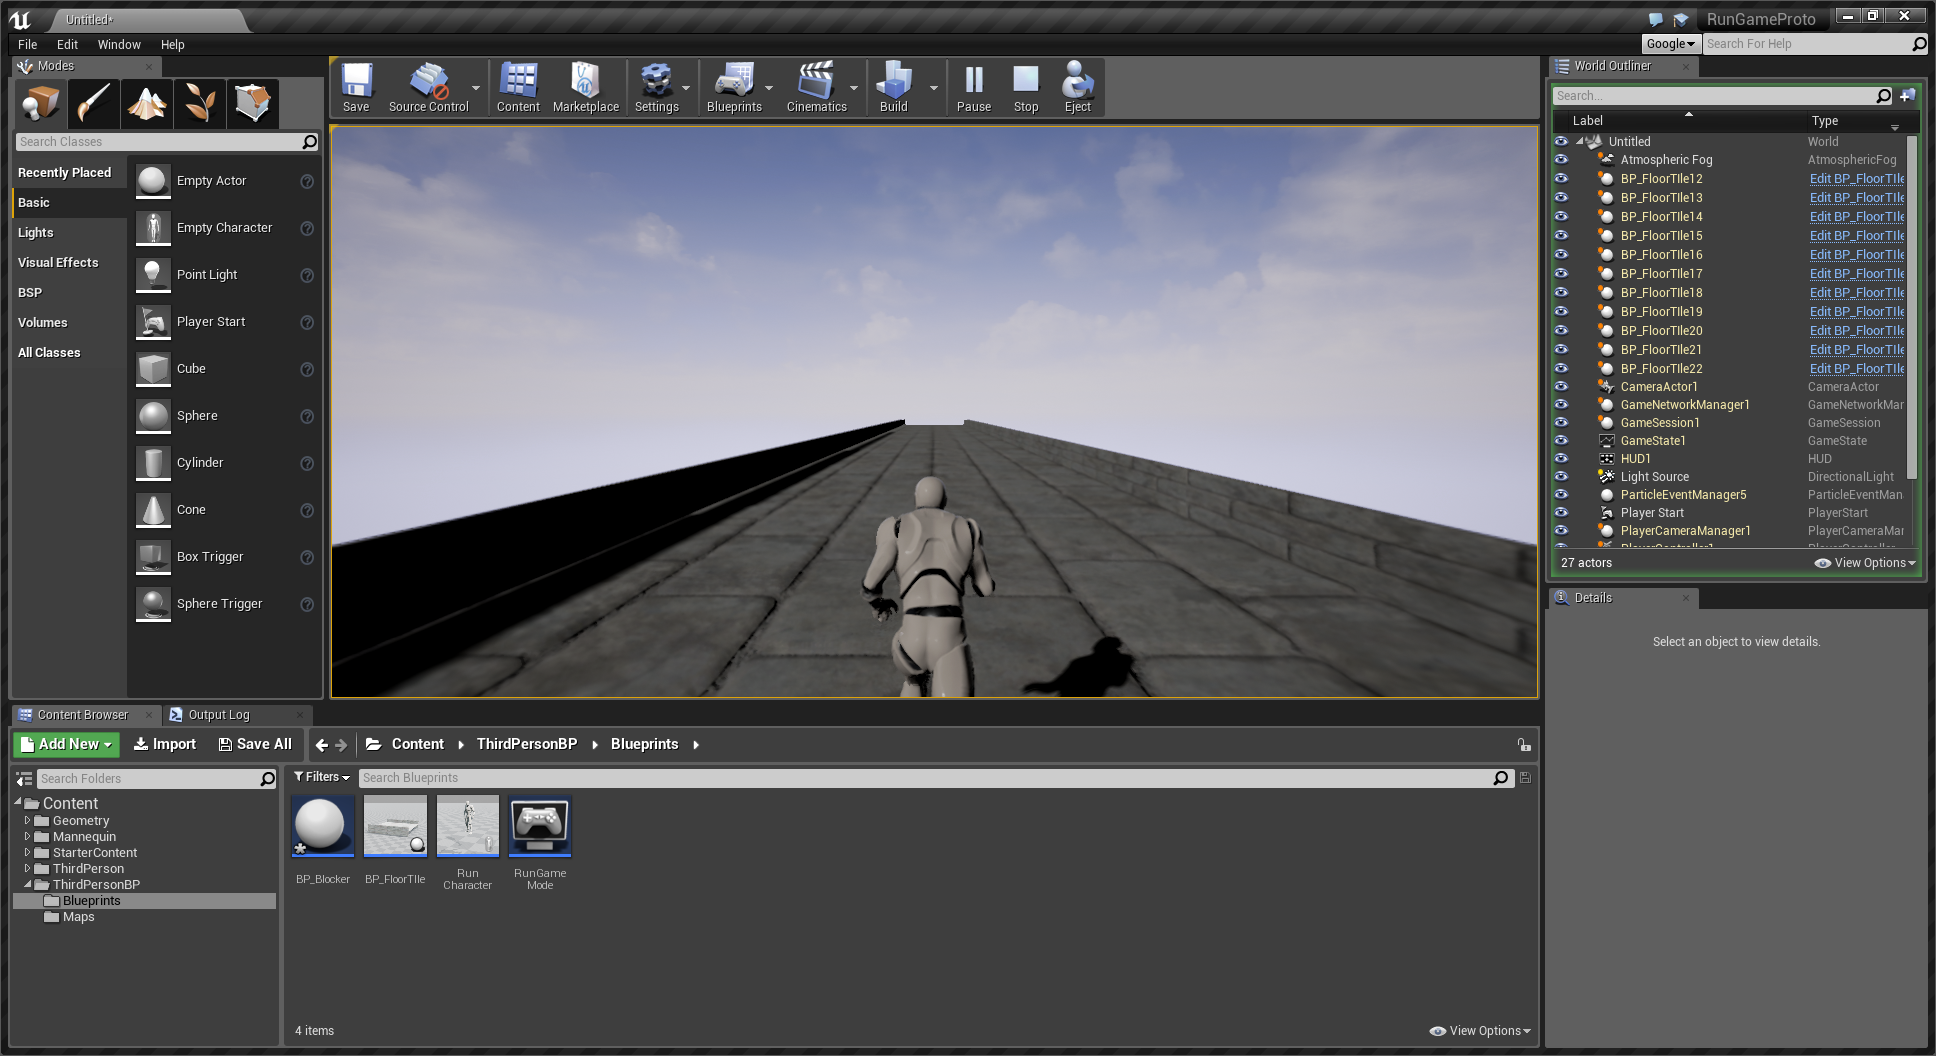 Untitled*
RunGameProto
File Edit Window Help
Google
Search For Help
Modes
World Outliner
Save
Source Control
Content
Marketplace
Settings
Blueprints
Cinematics
Build
Pause
Stop
Eject
Search Classes
Recently Placed
Basic
Lights
Visual Effects
BSP
Volumes
All Classes
Empty Actor
Empty Character
Point Light
Player Start
Cube
Sphere
Cylinder
Cone
Box Trigger
Sphere Trigger
Search...
Label Type
Untitled World
Atmospheric Fog AtmosphericFog
BP_FloorTIle12 Edit BP_FloorTIle
BP_FloorTIle13 Edit BP_FloorTIle
BP_FloorTIle14 Edit BP_FloorTIle
BP_FloorTIle15 Edit BP_FloorTIle
BP_FloorTIle16 Edit BP_FloorTIle
BP_FloorTIle17 Edit BP_FloorTIle
BP_FloorTIle18 Edit BP_FloorTIle
BP_FloorTIle19 Edit BP_FloorTIle
BP_FloorTIle20 Edit BP_FloorTIle
BP_FloorTIle21 Edit BP_FloorTIle
BP_FloorTIle22 Edit BP_FloorTIle
CameraActor1 CameraActor
GameNetworkManager1 GameNetworkMar
GameSession1 GameSession
GameState1 GameState
HUD1 HUD
Light Source DirectionalLight
ParticleEventManager5 ParticleEventMan
Player Start PlayerStart
PlayerCameraManager1 PlayerCameraMar
27 actors
View Options
Details
Select an object to view details.
Content Browser
Output Log
Add New
Import
Save All
Content
ThirdPersonBP
Blueprints
Search Folders
Filters
Search Blueprints
Content
Geometry
Mannequin
StarterContent
ThirdPerson
ThirdPersonBP
Blueprints
Maps
BP_Blocker
BP_FloorTIle
Run
Character
RunGame
Mode
4 items
View Options